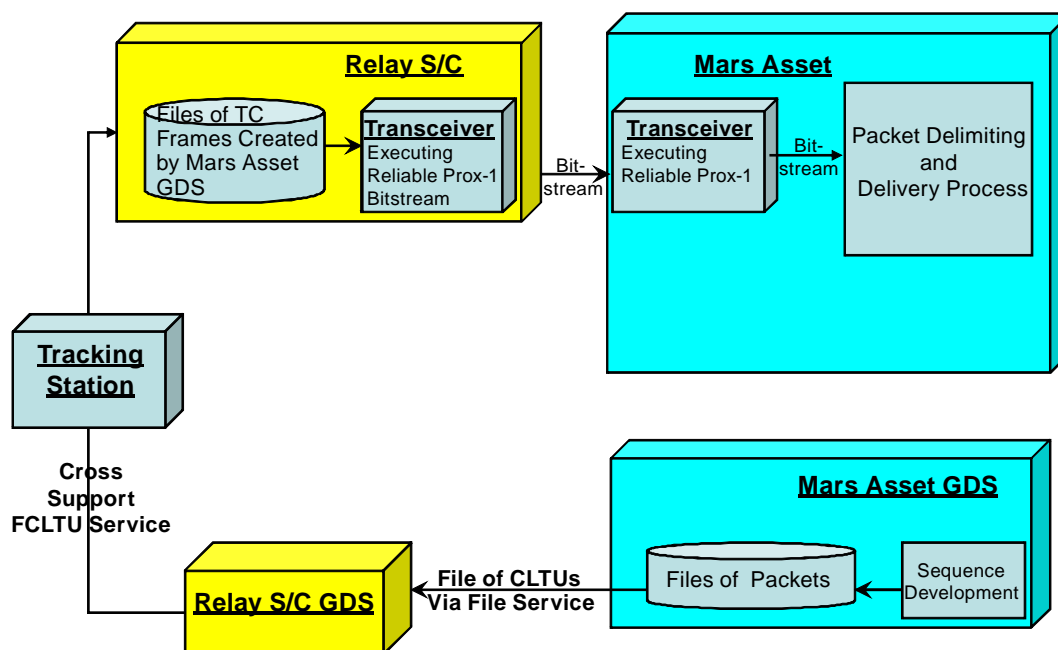 Relay S/C
Files of TC
Frames Created
by Mars Asset
GDS
Transceiver
Executing
Reliable Prox-1
Bitstream
Bit-
stream
Mars Asset
Transceiver
Executing
Reliable Prox-1
Bit-
stream
Packet Delimiting
and
Delivery Process
Tracking
Station
Cross
Support
FCLTU Service
Relay S/C GDS
File of CLTUs
Via File Service
Mars Asset GDS
Files of Packets
Sequence
Development